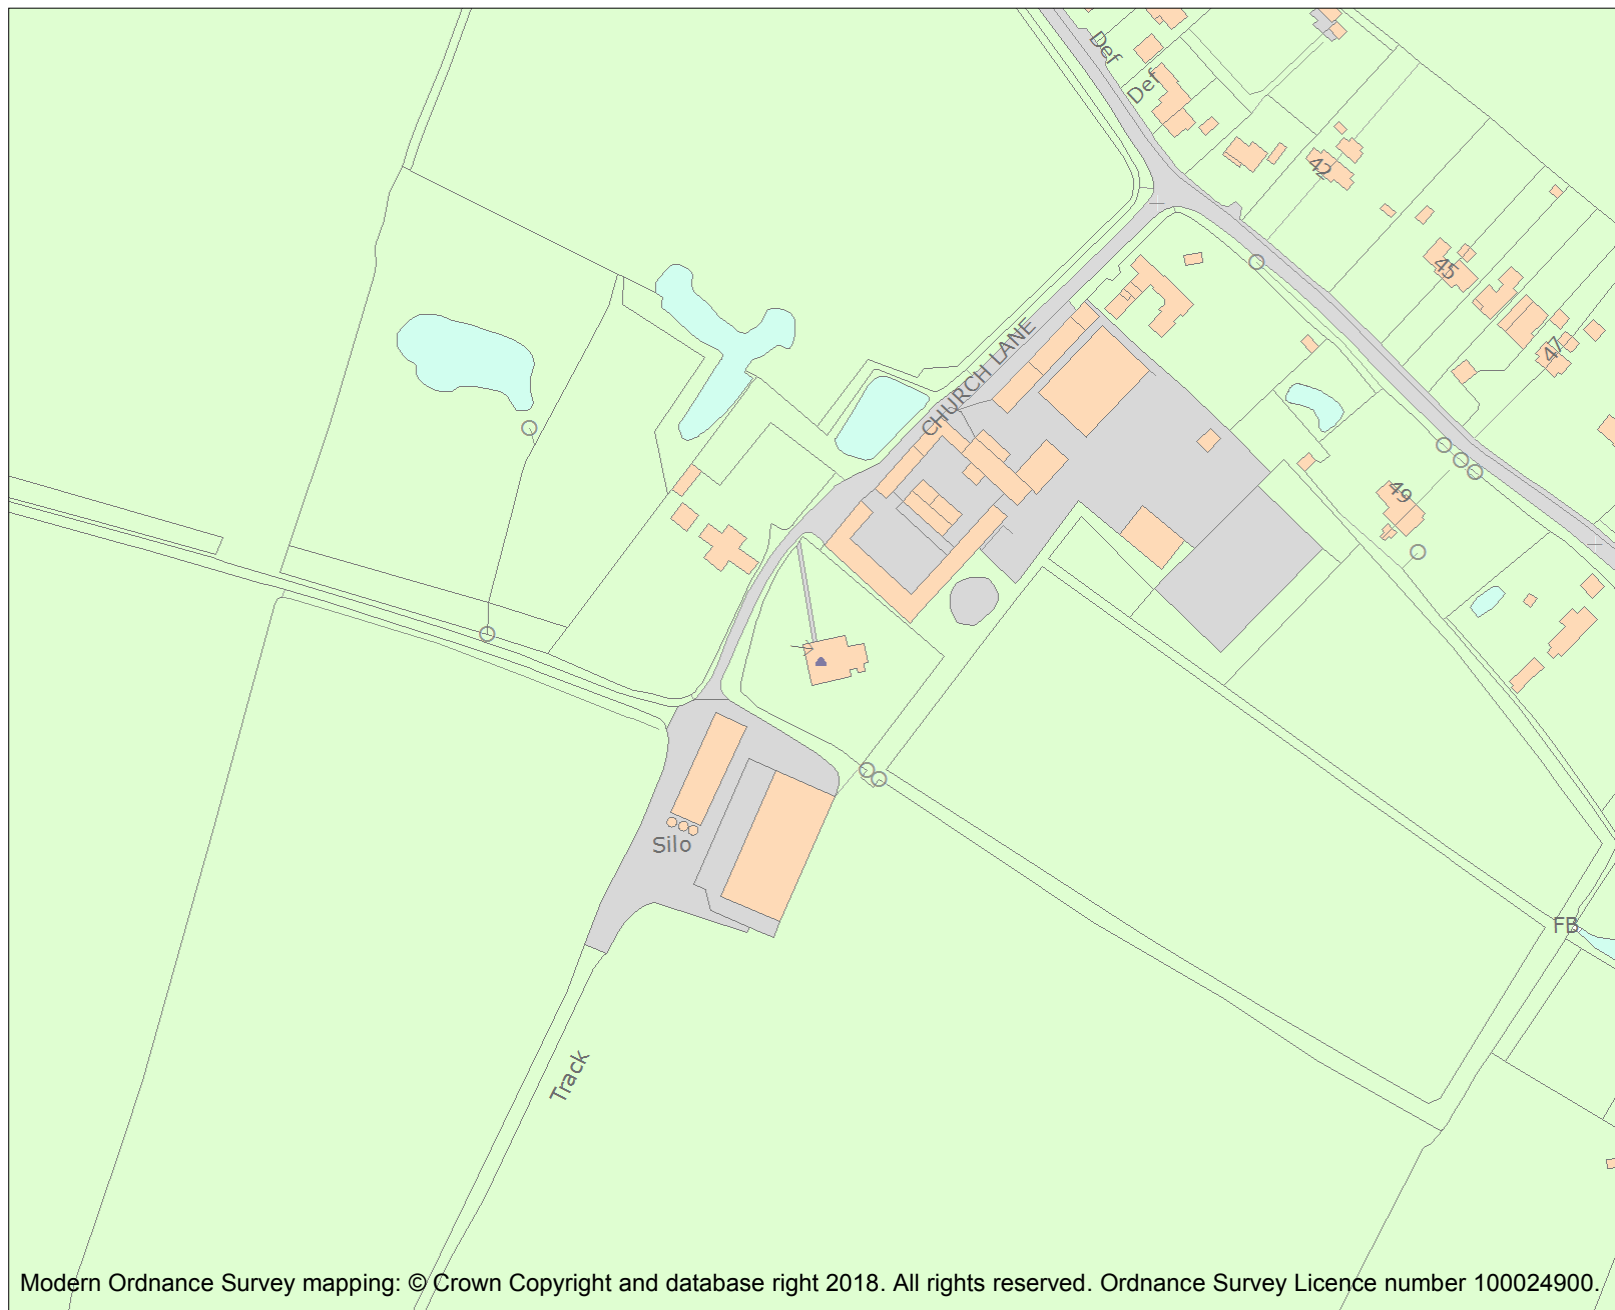 Def
Def
42
45
CHURCH LANE
47
49
Silo
FB
Track
Modern Ordnance Survey mapping: © Crown Copyright and database right 2018. All rights reserved. Ordnance Survey Licence number 100024900.